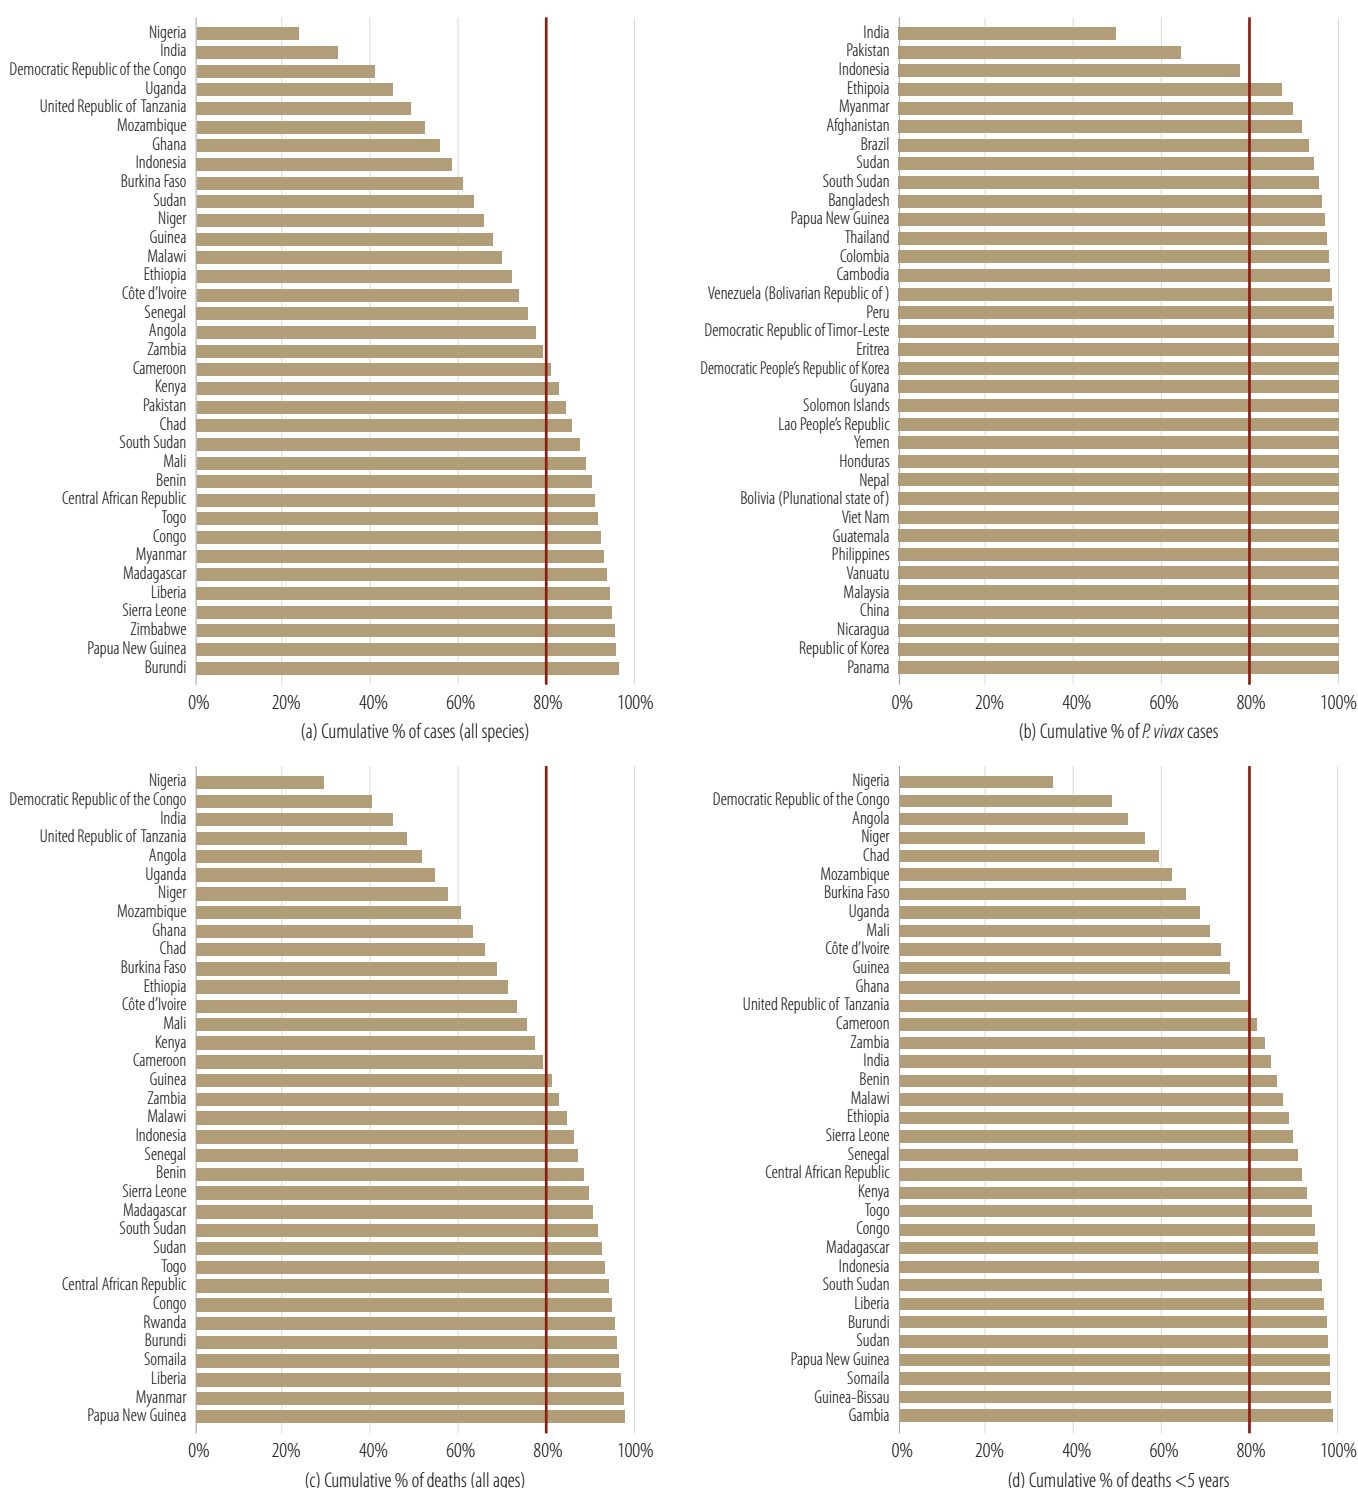 Nigeria
India
Democratic Republic of the Congo
Uganda
United Republic of Tanzania
Mozambique
Ghana
Indonesia
Burkina Faso
Sudan
Niger
Guinea
Malawi
Ethiopia
Côte d'Ivoire
Senegal
Angola
Zambia
Cameroon
Kenya
Pakistan
Chad
South Sudan
Mali
Benin
Central African Republic
Togo
Congo
Myanmar
Madagascar
Liberia
Sierra Leone
Zimbabwe
Papua New Guinea
Burundi
0% 20% 40% 60% 80% 100%
(a) Cumulative % of cases (all species)
India
Pakistan
Indonesia
Ethipoia
Myanmar
Afghanistan
Brazil
Sudan
South Sudan
Bangladesh
Papua New Guinea
Thailand
Colombia
Cambodia
Venezuela (Bolivarian Republic of )
Peru
Democratic Republic of Timor-Leste
Eritrea
Democratic People's Republic of Korea
Guyana
Solomon Islands
Lao People's Republic
Yemen
Honduras
Nepal
Bolivia (Plunational state of)
Viet Nam
Guatemala
Philippines
Vanuatu
Malaysia
China
Nicaragua
Republic of Korea
Panama
0% 20% 40% 60% 80% 100%
(b) Cumulative % of P. vivax cases
Nigeria
Democratic Republic of the Congo
India
United Republic of Tanzania
Angola
Uganda
Niger
Mozambique
Ghana
Chad
Burkina Faso
Ethiopia
Côte d'Ivoire
Mali
Kenya
Cameroon
Guinea
Zambia
Malawi
Indonesia
Senegal
Benin
Sierra Leone
Madagascar
South Sudan
Sudan
Togo
Central African Republic
Congo
Rwanda
Burundi
Somaila
Liberia
Myanmar
Papua New Guinea
0% 20% 40% 60% 80% 100%
(c) Cumulative % of deaths (all ages)
Nigeria
Democratic Republic of the Congo
Angola
Niger
Chad
Mozambique
Burkina Faso
Uganda
Mali
Côte d'Ivoire
Guinea
Ghana
United Republic of Tanzania
Cameroon
Zambia
India
Benin
Malawi
Ethiopia
Sierra Leone
Senegal
Central African Republic
Kenya
Togo
Congo
Madagascar
Indonesia
South Sudan
Liberia
Burundi
Sudan
Papua New Guinea
Somaila
Guinea-Bissau
Gambia
0% 20% 40% 60% 80% 100%
(d) Cumulative % of deaths <5 years